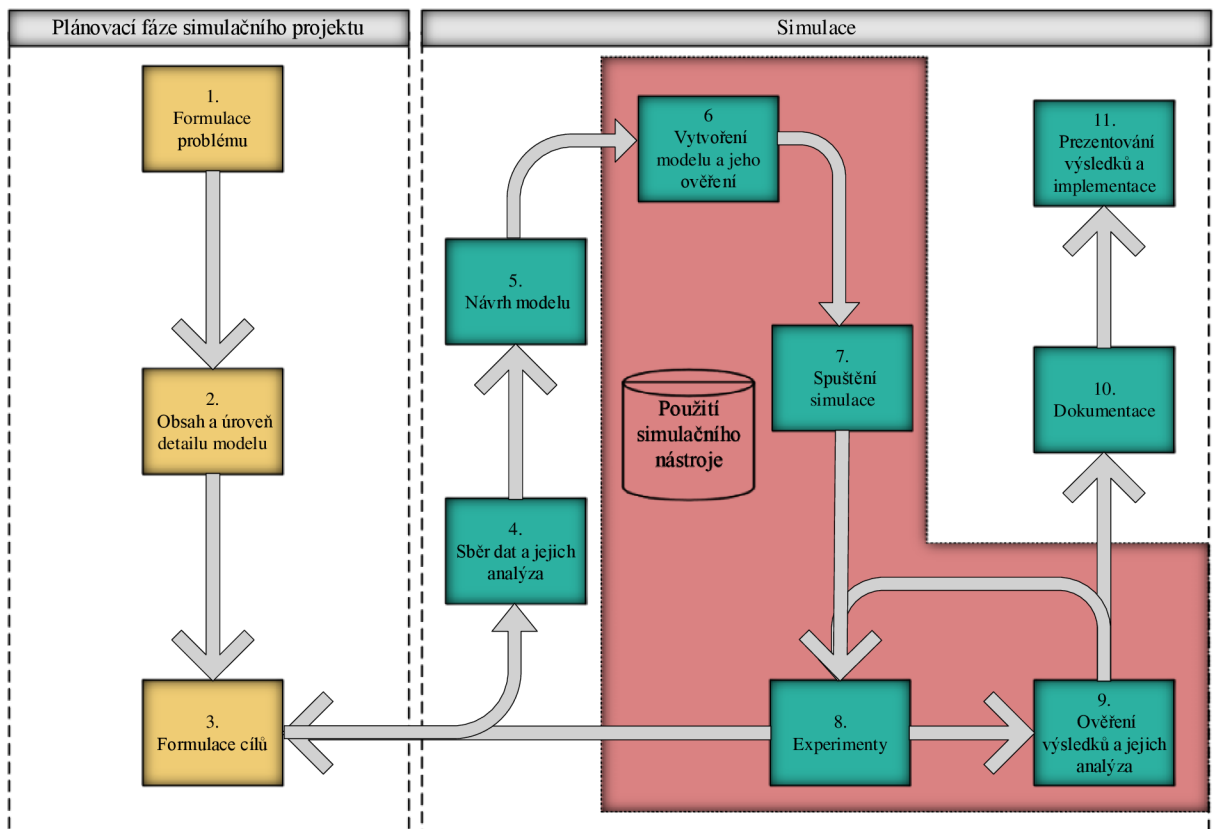 Plánovací fáze simulačního projektu
Simulace
1.
Formulace
problému
2.
Obsah a úroveň
detailu modelu
3.
Formulace cílů
4.
Sběr dat a jejich
analýza
5.
Návrh modelu
6
Vytvoření
modelu a jeho
ověření
7.
Spuštění
simulace
Použití
simulačního
nástroje
8.
Experimenty
9.
Ověření
výsledků a jejich
analýza
10.
Dokumentace
11.
Prezentování
výsledků a
implementace